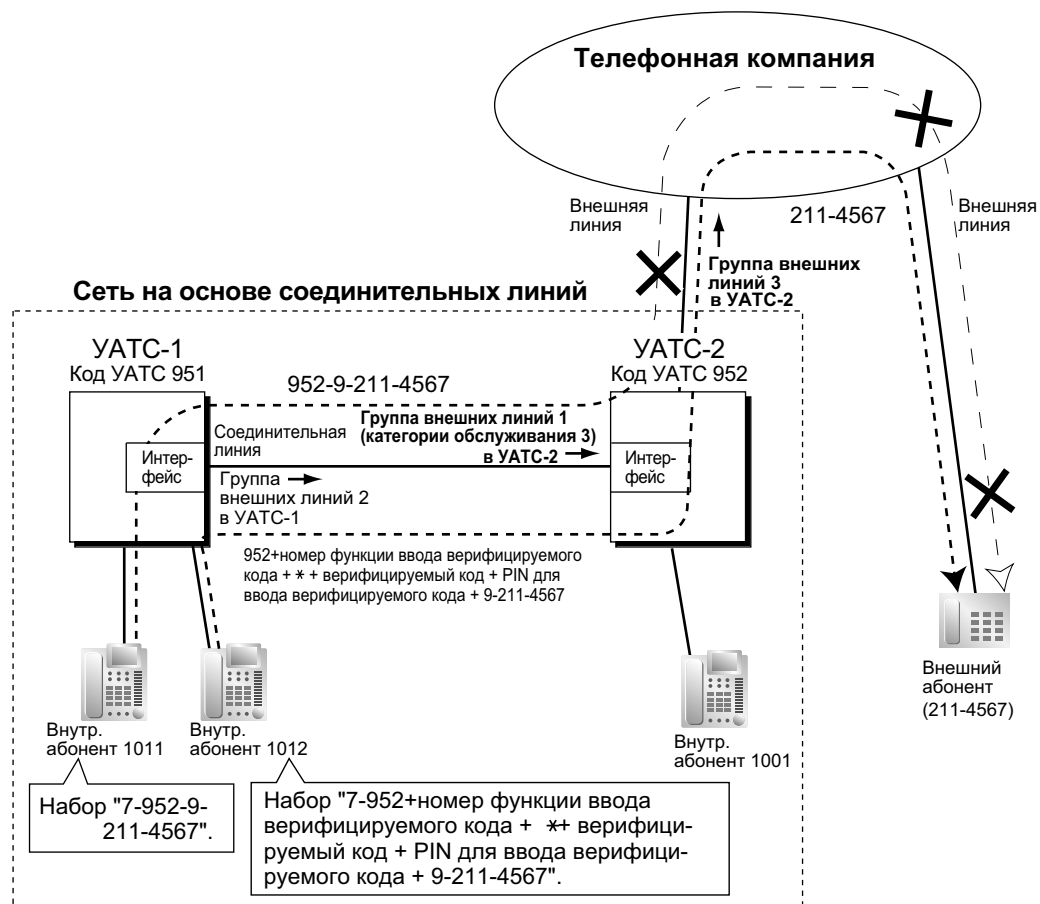 Телефонная компания
Внешняя
линия
211-4567
Внешняя
линия
Группа внешних
линий 3
в УАТС-2
Сеть на основе соединительных линий
УАТС-1
Код УАТС 951
УАТС-2
Код УАТС 952
952-9-211-4567
Группа внешних линий 1
(категории обслуживания 3)
в УАТС-2
Соединительная
линия
Интер-
фейс
Интер-
фейс
Группа
внешних линий 2
в УАТС-1
952+номер функции ввода верифицируемого
кода + * + верифицируемый код + PIN для
ввода верифицируемого кода + 9-211-4567
Внутр.
абонент 1011
Внутр.
абонент 1012
Внутр.
абонент 1001
Внешний
абонент
(211-4567)
Набор "7-952-9-
211-4567".
Набор "7-952+номер функции ввода
верифицируемого кода + *+ верифици-
руемый код + PIN для ввода верифици-
руемого кода + 9-211-4567".